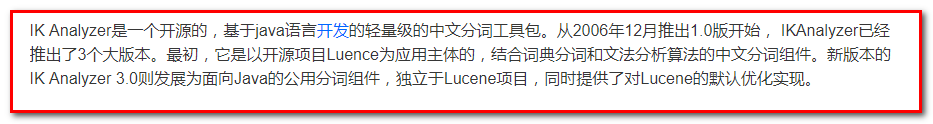 IK Analyzer是一个开源的，基于java语言开发的轻量级的中文分词工具包。从2006年12月推出1.0版开始， IKAnalyzer已经
推出了3个大版本。最初，它是以开源项目Luence为应用主体的，结合词典分词和文法分析算法的中文分词组件。新版本的
IK Analyzer 3.0则发展为面向Java的公用分词组件，独立于Lucene项目，同时提供了对Lucene的默认优化实现。